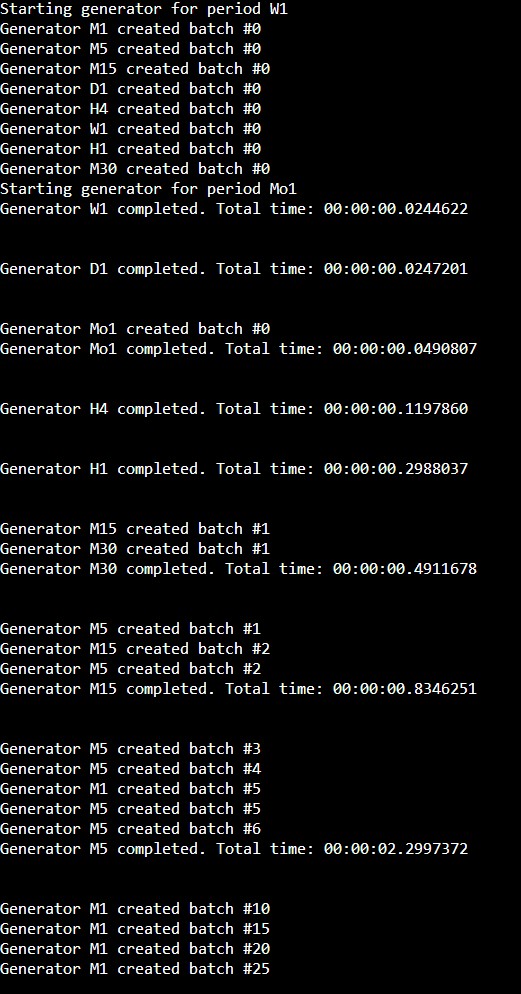 Starting generator for period W1
Generator M1 created batch #0
Generator M5 created batch #0
Generator M15 created batch #0
Generator D1 created batch #0
Generator H4 created batch #0
Generator W1 created batch #0
Generator H1 created batch #0
Generator M30 created batch #0
Starting generator for period Mo1
Generator W1 completed. Total time: 00:00:00.0244622
Generator D1 completed. Total time: 00:00:00.0247201
Generator Mo1 created batch #0
Generator Mo1 completed. Total time: 00:00:00.0490807
Generator H4 completed. Total time: 00:00:00.1197860
Generator H1 completed. Total time: 00:00:00.2988037
Generator M15 created batch #1
Generator M30 created batch #1
Generator M30 completed. Total time: 00:00:00.4911678
Generator M5 created batch #1
Generator M15 created batch #2
Generator M5 created batch #2
Generator M15 completed. Total time: 00:00:00.8346251
Generator M5 created batch #3
Generator M5 created batch #4
Generator M1 created batch #5
Generator M5 created batch #5
Generator M5 created batch #6
Generator M5 completed. Total time: 00:00:02.2997372
Generator M1 created batch #10
Generator M1 created batch #15
Generator M1 created batch #20
Generator M1 created batch #25